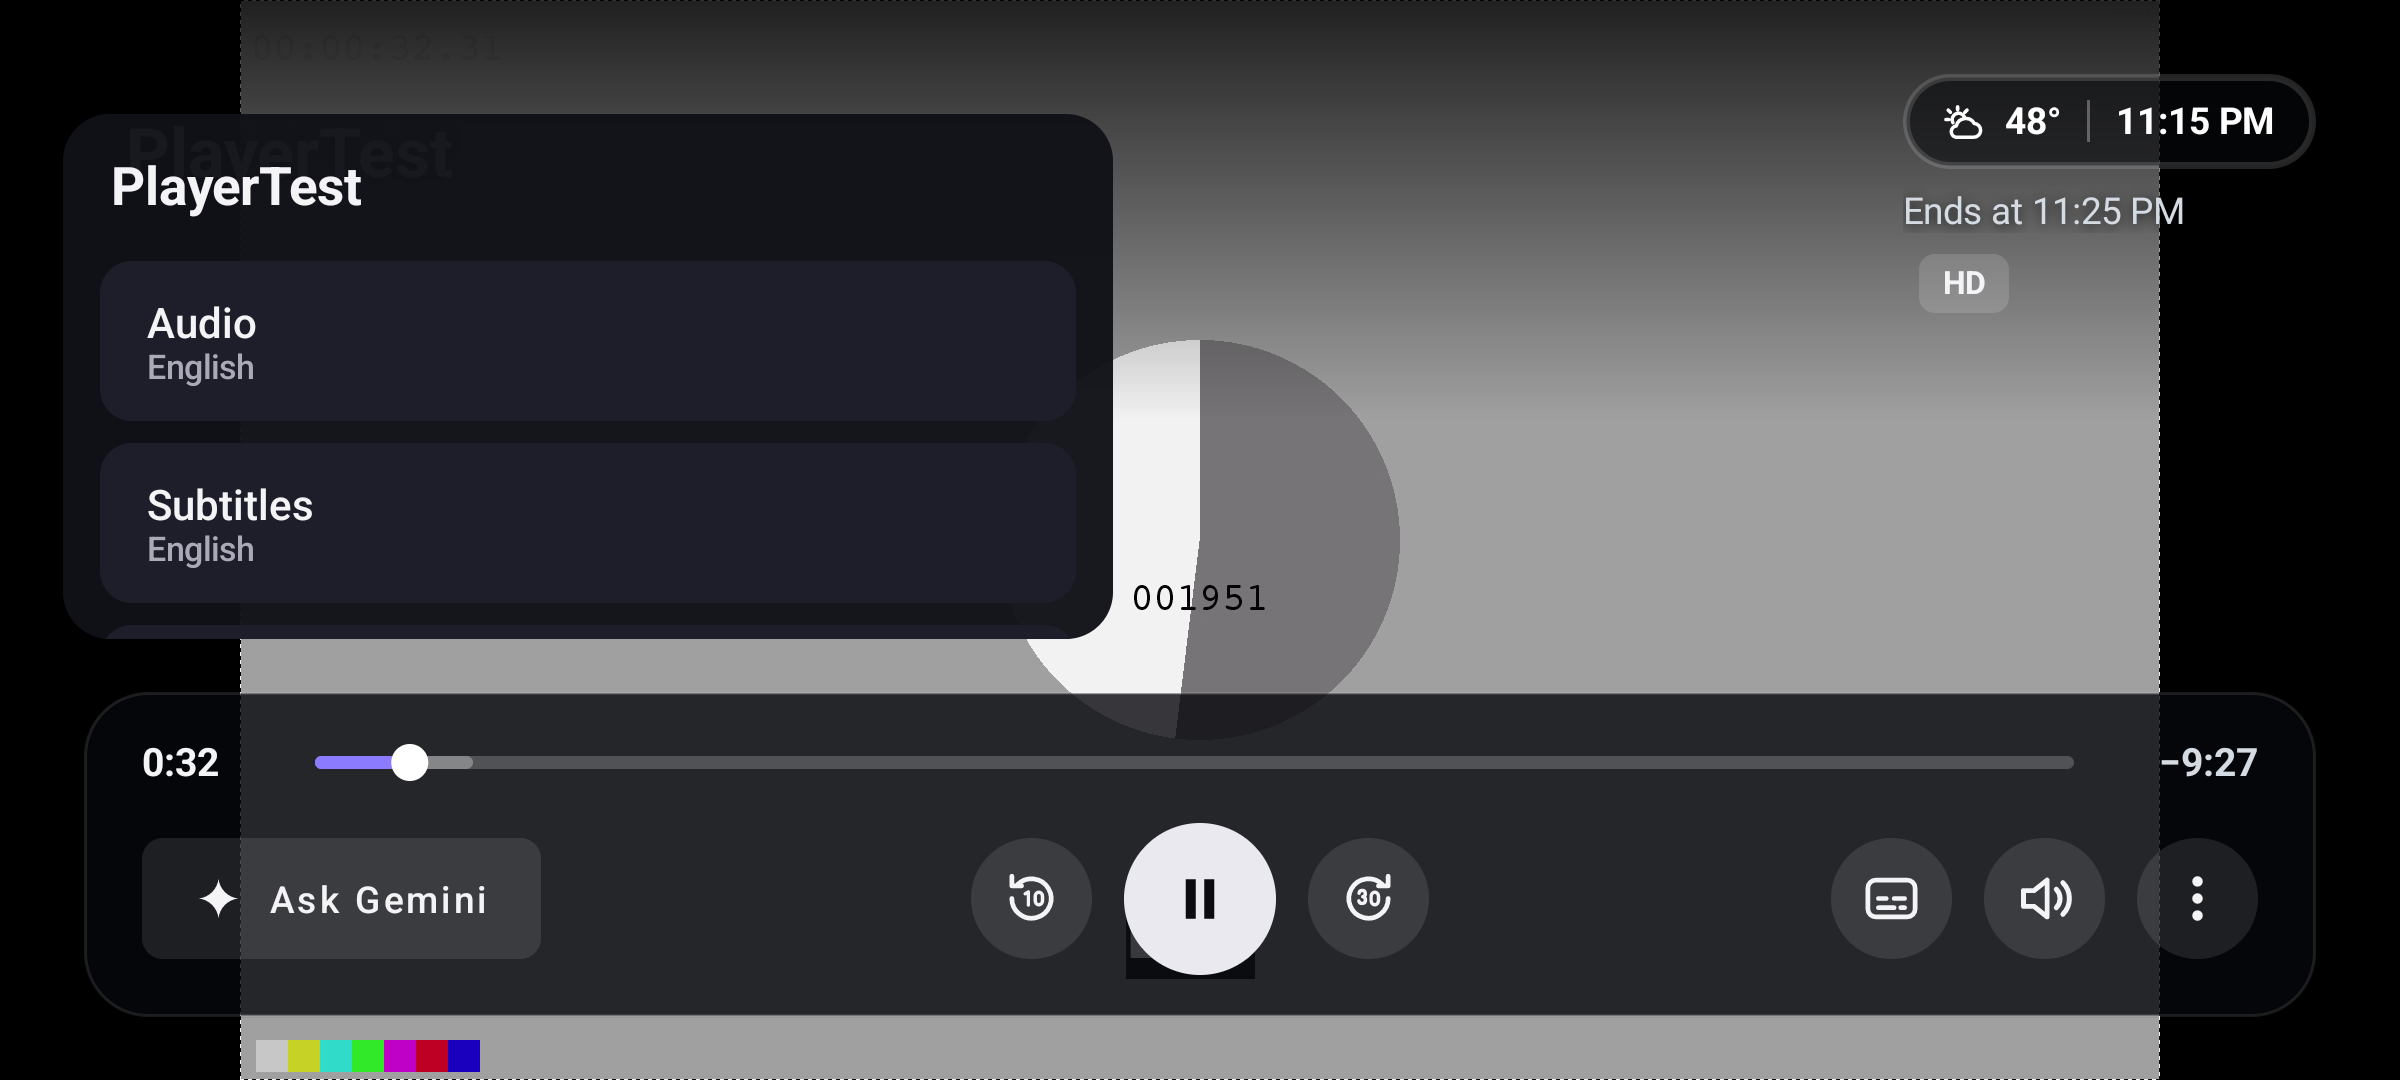 00:00:32.31
PlayerTest
PlayerTest
Audio
English
Subtitles
English
48° 11:15 PM
Ends at 11:25 PM
HD
001951
0:32
-9:27
Ask Gemini
10
30